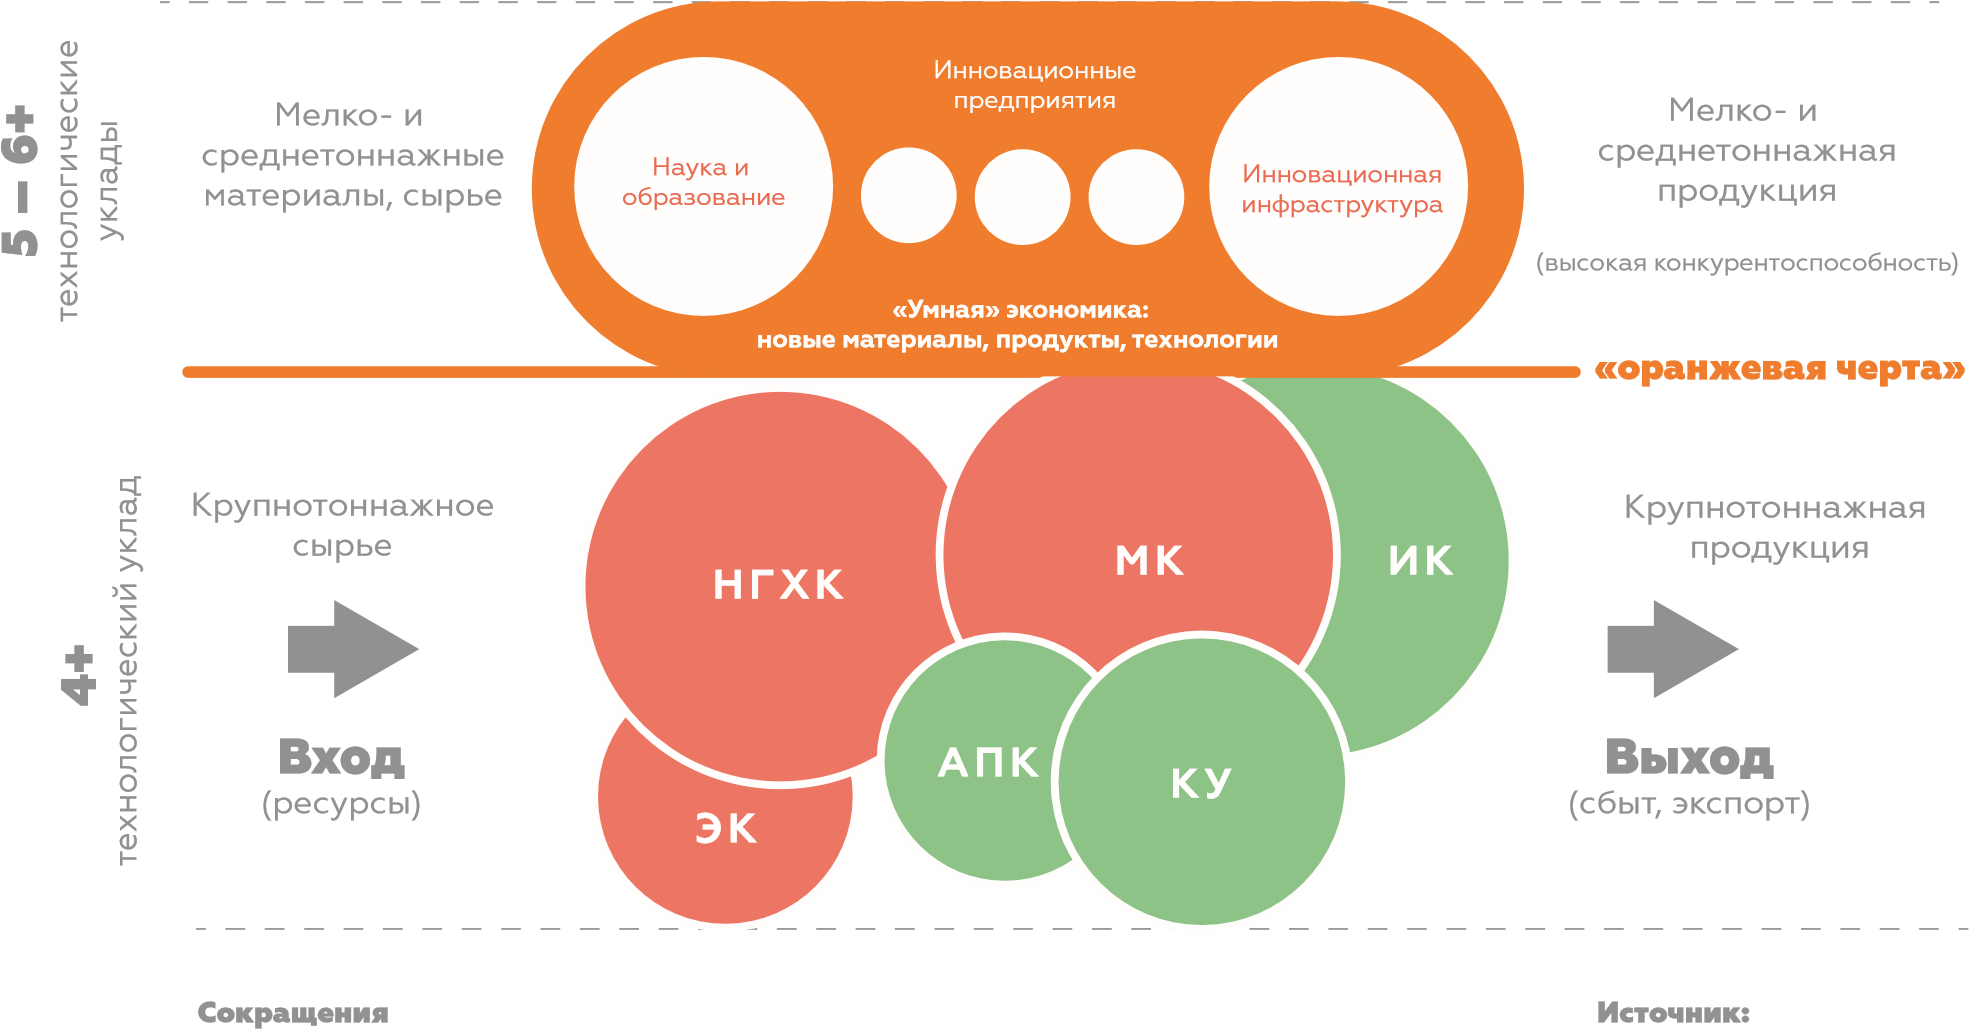 5 – 6+
технологические
уклады
Мелко- и
среднетоннажные
материалы, сырье
Инновационные
предприятия
Наука и
образование
Инновационная
инфраструктура
«Умная» экономика:
новые материалы, продукты, технологии
Мелко- и
среднетоннажная
продукция
(высокая конкурентоспособность)
«оранжевая черта»
4+
технологический уклад
Крупнотоннажное
сырье
Вход
(ресурсы)
НГХК
МК
ИК
АПК
КУ
ЭК
Крупнотоннажная
продукция
Выход
(сбыт, экспорт)
Сокращения
Источник: